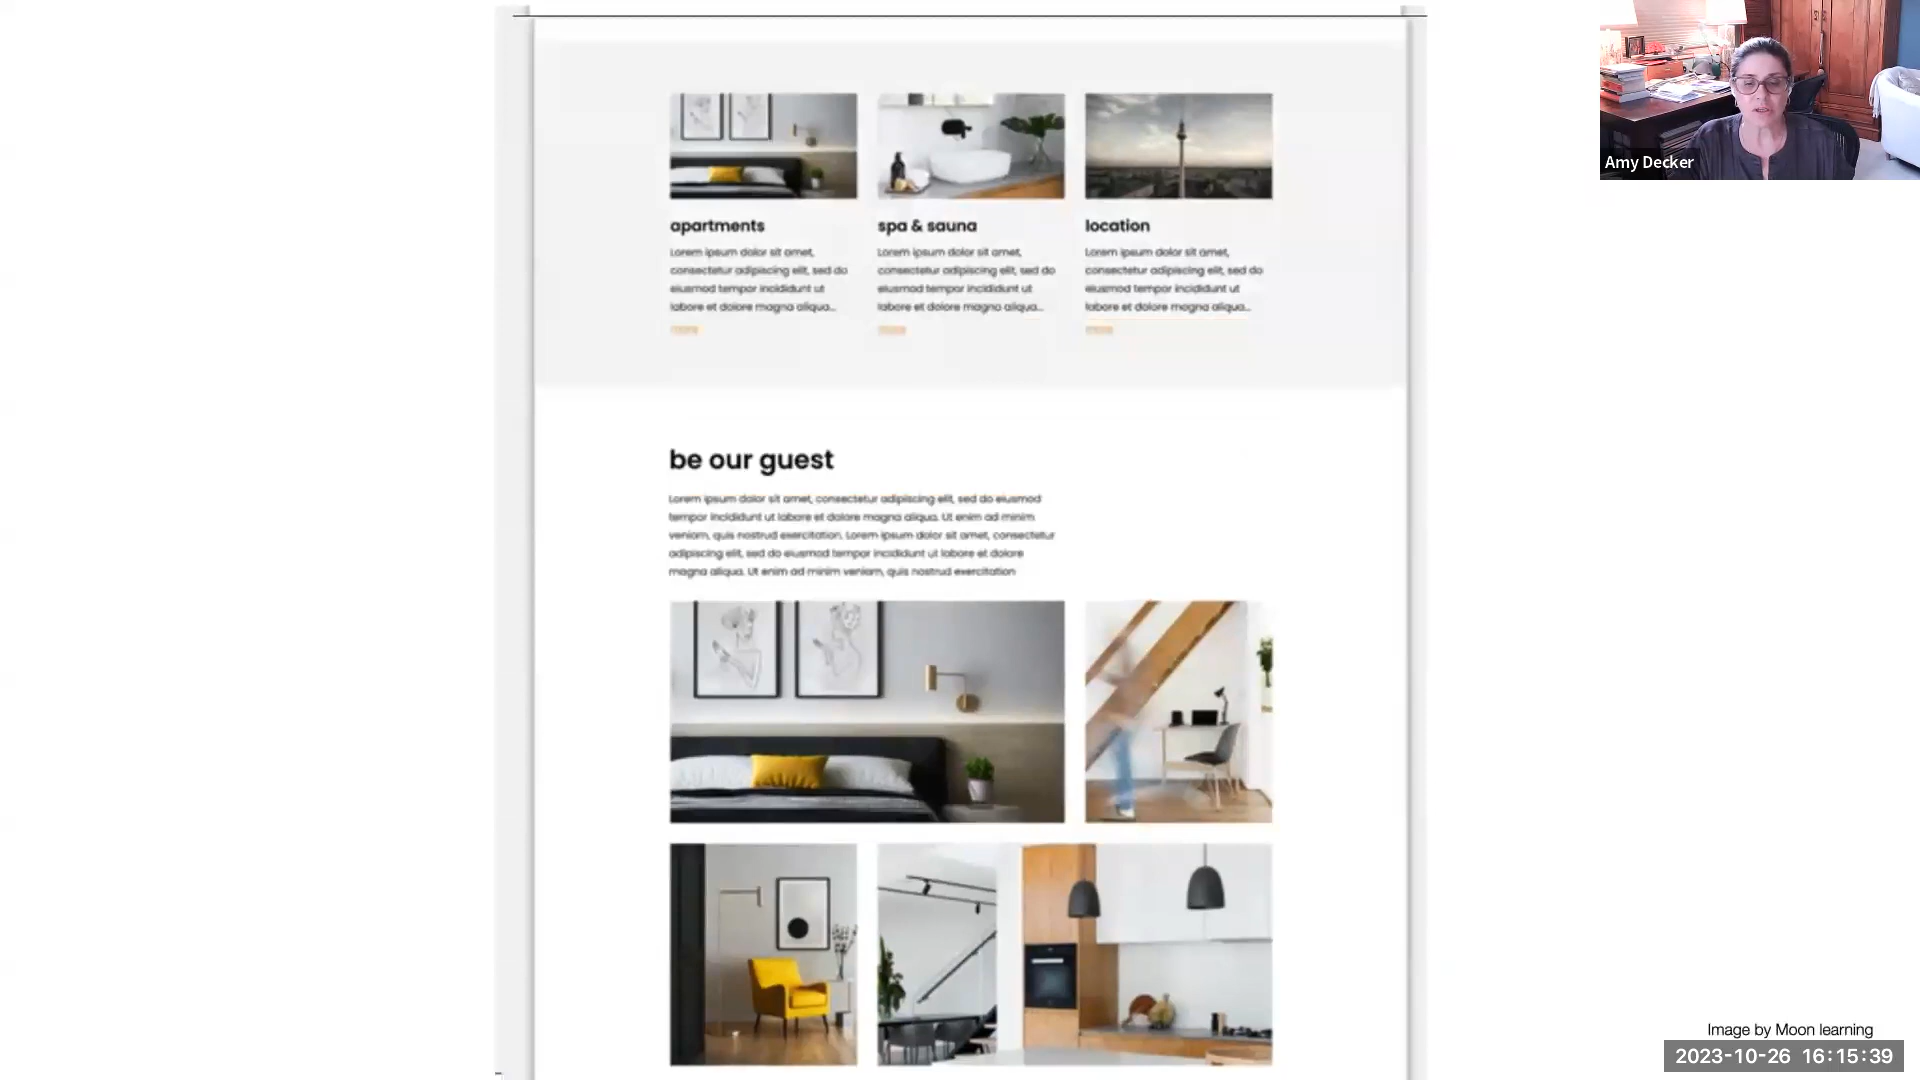 apartments
Lorem ipsum dolor sit amet,
consectetur adipiscing elit, sed do
eiusmod tempor incididunt ut
labore et dolore magna aliqua...
more
spa & sauna
Lorem ipsum dolor sit amet,
consectetur adipiscing elit, sed do
eiusmod tempor incididunt ut
labore et dolore magna aliqua...
more
location
Lorem ipsum dolor sit amet,
consectetur adipiscing elit, sed do
eiusmod tempor incididunt ut
labore et dolore magna aliqua...
more
be our guest
Lorem ipsum dolor sit amet, consectetur adipiscing elit, sed do eiusmod
tempor incididunt ut labore et dolore magna aliqua. Ut enim ad minim
veniam, quis nostrud exercitation. Lorem ipsum dolor sit amet, consectetur
adipiscing elit, sed do eiusmod tempor incididunt ut labore et dolore
magna aliqua. Ut enim ad minim veniam, quis nostrud exercitation
Amy Decker
Image by Moon learning
2023-10-26 16:15:39